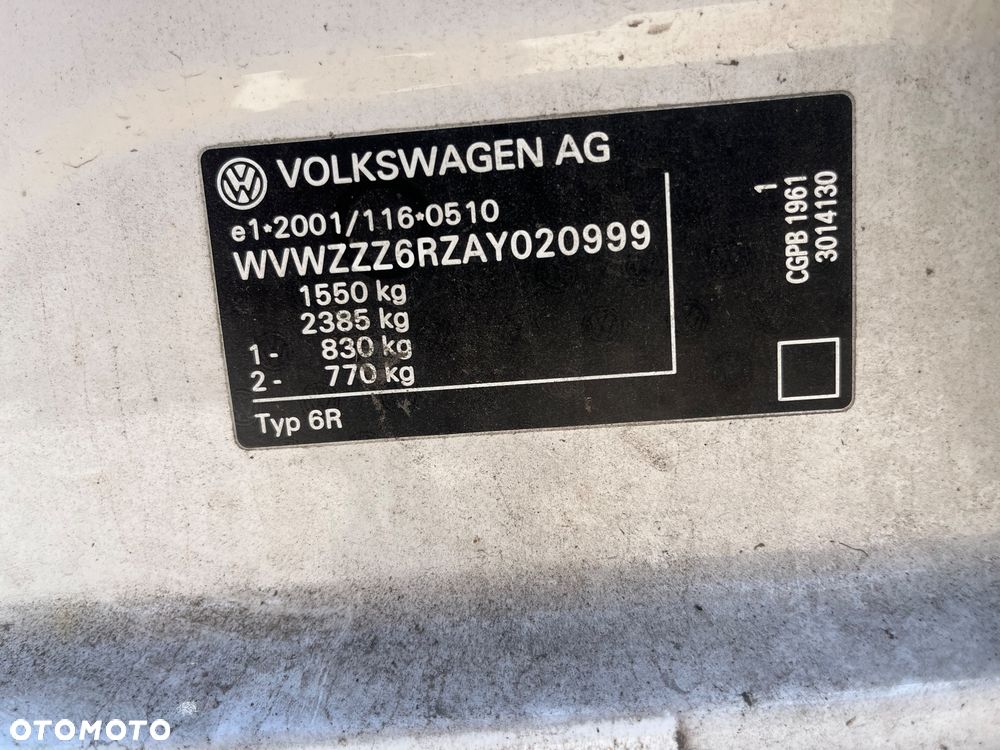 VOLKSWAGEN AG
e1*2001/116*0510
WVWZZZ6RZAY020999
1550 kg
2385 kg
1- 830 kg
2- 770 kg
Typ 6R
1
CGPB 1961
3014130
OTOMOTO